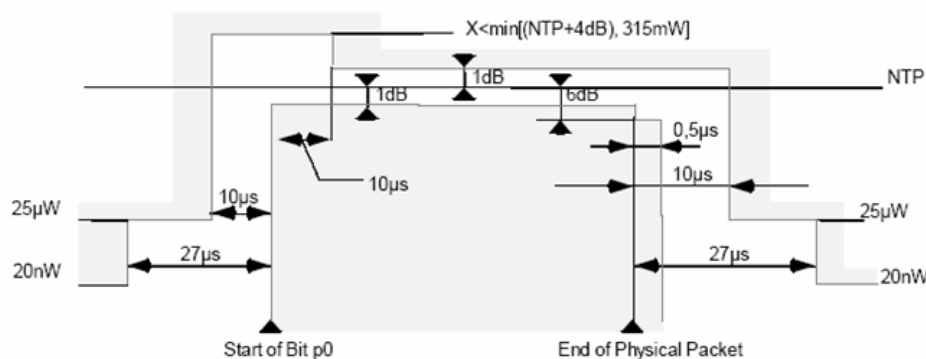 X<min[(NTP+4dB), 315mW]
NTP
1dB
1dB
6dB
0,5µs
10µs
10µs
10µs
25µW
25µW
27µs
27µs
20nW
20nW
Start of Bit p0
End of Physical Packet